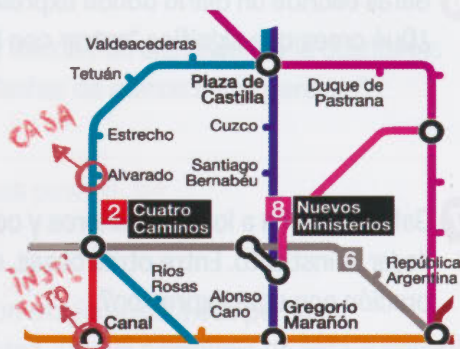 Valdeacederas
Tetuán
Plaza de
Castilla
Duque de
Pastrana
CASA
Estrecho
Cuzco
Alvarado
Santiago
Bernabéu
2 Cuatro
Caminos
8 Nuevos
Ministerios
6
INSTI
UTO
Ríos
Rosas
República
Argentina
Alonso
Cano
Canal
Gregorio
Marañón